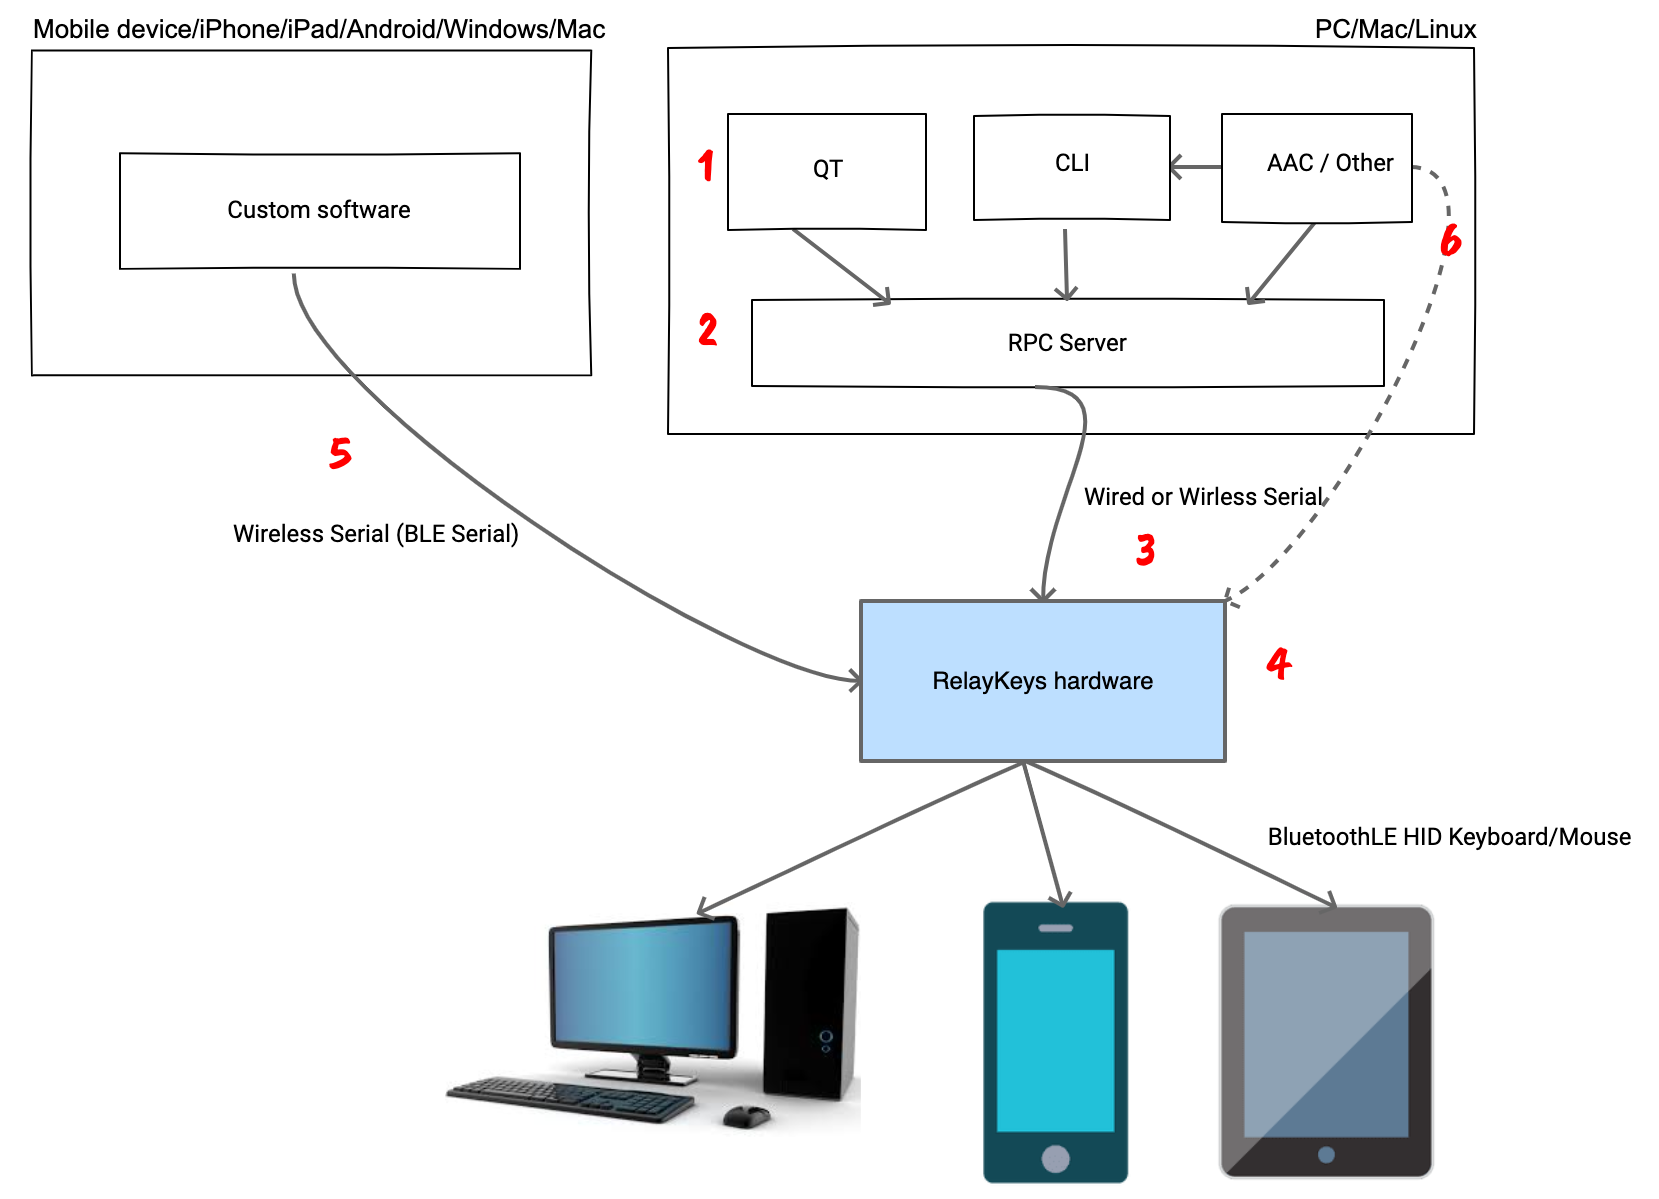 Mobile device/iPhone/iPad/Android/Windows/Mac
PC/Mac/Linux
Custom software
1
QT
CLI
AAC / Other
6
2
RPC Server
5
Wireless Serial (BLE Serial)
Wired or Wirless Serial
3
RelayKeys hardware
4
BluetoothLE HID Keyboard/Mouse